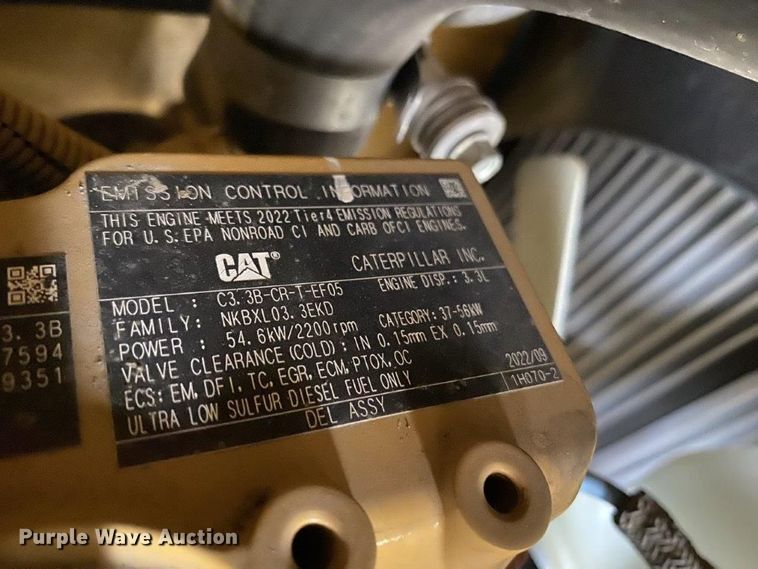 EMISSION CONTROL INFORMATION
THIS ENGINE MEETS 2022 Tier4 EMISSION REGULATIONS
FOR U.S.EPA NONROAD CI AND CARB OFCI ENGINES.
CAT CATERPILLAR INC.
MODEL : C3.3B-CR-T-EF05 ENGINE DISP.: 3.3L
FAMILY: NKBXL03.3EKD
POWER : 54.6kW/2200rpm CATEGORY: 37-56kW
VALVE CLEARANCE(COLD): IN 0.15mm EX 0.15mm
ECS: EM, DFI, TC, EGR, ECM, PTOX, OC 2022/09
ULTRA LOW SULFUR DIESEL FUEL ONLY 1H070-2
DEL ASSY
3.3B
7594
9351
Purple Wave Auction